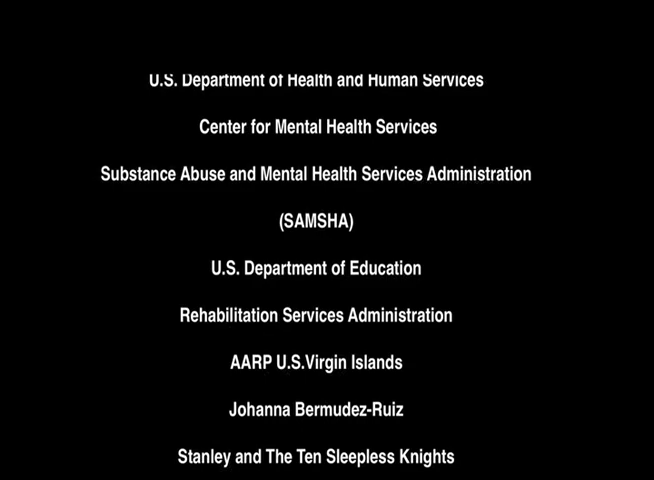 U.S. Department of Health and Human Services
Center for Mental Health Services
Substance Abuse and Mental Health Services Administration
(SAMSHA)
U.S. Department of Education
Rehabilitation Services Administration
AARP U.S.Virgin Islands
Johanna Bermudez-Ruiz
Stanley and The Ten Sleepless Knights